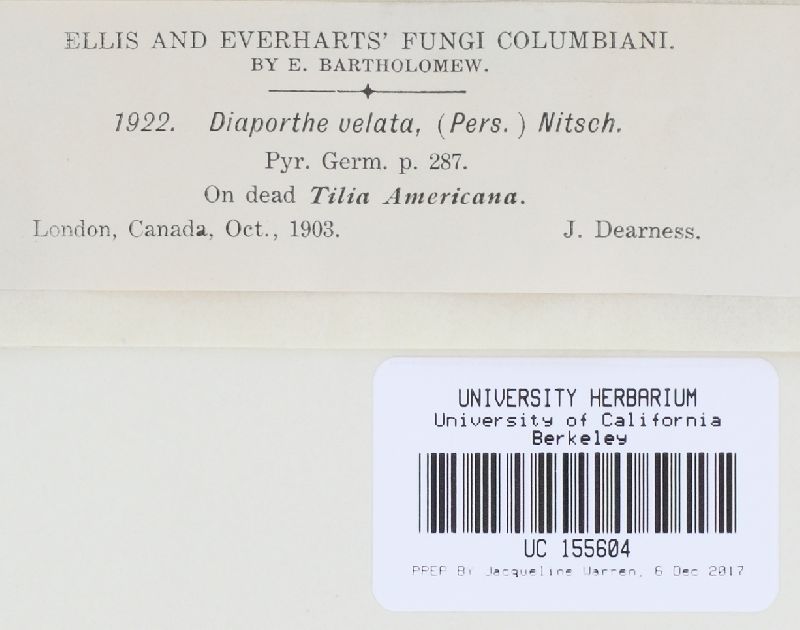 ELLIS AND EVERHARTS' FUNGI COLUMBIANI.
BY E. BARTHOLOMEW.
1922. Diaporthe velata, (Pers. ) Nitsch.
Pyr. Germ. p. 287.
On dead Tilia Americana.
London, Canada, Oct., 1903. J. Dearness.
UNIVERSITY HERBARIUM
University of California
Berkeley
UC 155604
PREP BY Jacqueline Warren, 6 Dec 2017